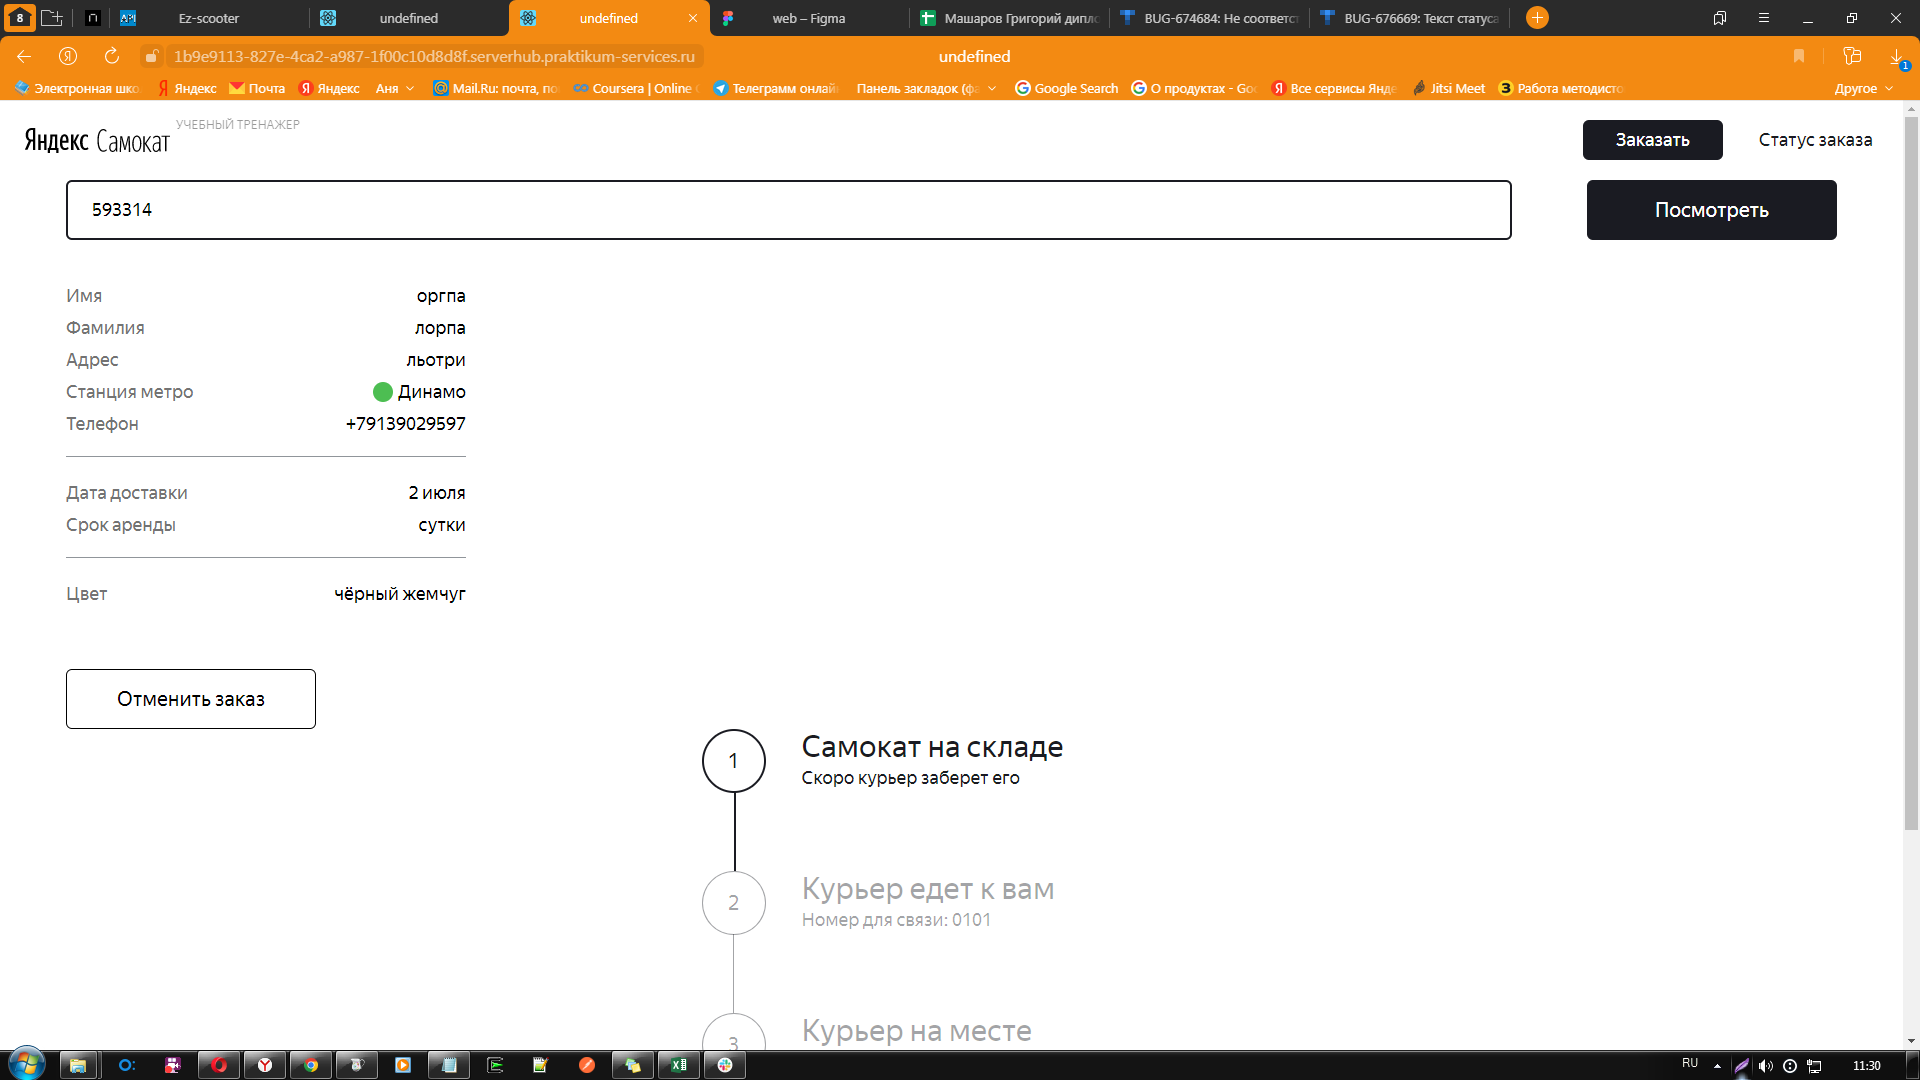 8
API
Ez-scooter
undefined
undefined
web – Figma
Машаров Григорий дипло
BUG-674684: Не соответст
BUG-676669: Текст статуса
1b9e9113-827e-4ca2-a987-1f00c10d8d8f.serverhub.praktikum-services.ru
undefined
1
Электронная шко
Яндекс
Почта
Яндекс
Аня
Mail.Ru: почта, по
Coursera | Online
Телеграмм онлай
Панель закладок (фа
Google Search
О продуктах - Goo
Все сервисы Янде
Jitsi Meet
Работа методисто
Другое
Яндекс Самокат
УЧЕБНЫЙ ТРЕНАЖЕР
Заказать
Статус заказа
593314
Посмотреть
Имя оргпа
Фамилия лорпа
Адрес льотри
Станция метро Динамо
Телефон +79139029597
Дата доставки 2 июля
Срок аренды сутки
Цвет чёрный жемчуг
Отменить заказ
1 Самокат на складе
Скоро курьер заберет его
2 Курьер едет к вам
Номер для связи: 0101
3 Курьер на месте
RU
11:30